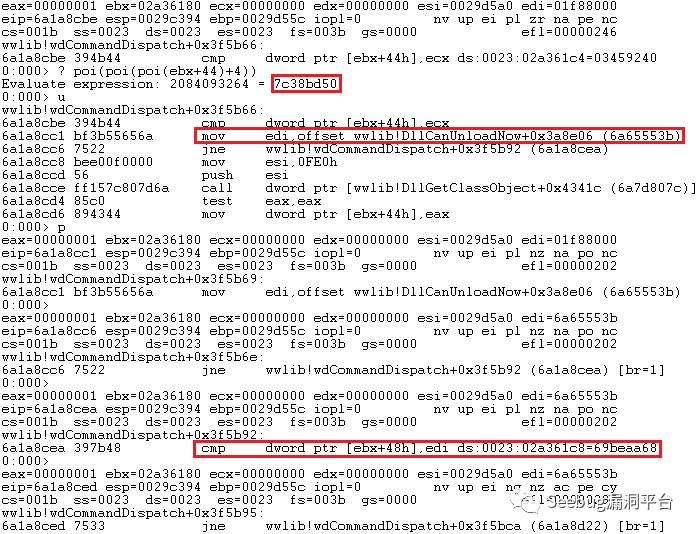 eax=00000001 ebx=02a36180 ecx=00000000 edx=00000000 esi=0029d5a0 edi=01f88000
eip=6a1a8cbe esp=0029c394 ebp=0029d55c iopl=0         nv up ei pl zr na pe nc
cs=001b  ss=0023  ds=0023  es=0023  fs=003b  gs=0000             efl=00000246
wwlib!wdCommandDispatch+0x3f5b66:
6a1a8cbe 394b44          cmp     dword ptr [ebx+44h],ecx ds:0023:02a361c4=03459240
0:000> ? poi(poi(poi(ebx+44)+4))
Evaluate expression: 2084093264 = 7c38bd50
0:000> u
wwlib!wdCommandDispatch+0x3f5b66:
6a1a8cbe 394b44          cmp     dword ptr [ebx+44h],ecx
6a1a8cc1 bf3b55656a      mov     edi,offset wwlib!DllCanUnloadNow+0x3a8e06 (6a65553b)
6a1a8cc6 7522            jne     wwlib!wdCommandDispatch+0x3f5b92 (6a1a8cea)
6a1a8cc8 bee00f0000      mov     esi,0FE0h
6a1a8ccd 56              push    esi
6a1a8cce ff157c807d6a    call    dword ptr [wwlib!DllGetClassObject+0x4341c (6a7d807c)]
6a1a8cd4 85c0            test    eax,eax
6a1a8cd6 894344          mov     dword ptr [ebx+44h],eax
0:000> p
eax=00000001 ebx=02a36180 ecx=00000000 edx=00000000 esi=0029d5a0 edi=01f88000
eip=6a1a8cc1 esp=0029c394 ebp=0029d55c iopl=0         nv up ei pl nz na po nc
cs=001b  ss=0023  ds=0023  es=0023  fs=003b  gs=0000             efl=00000202
wwlib!wdCommandDispatch+0x3f5b69:
6a1a8cc1 bf3b55656a      mov     edi,offset wwlib!DllCanUnloadNow+0x3a8e06 (6a65553b)
0:000>
eax=00000001 ebx=02a36180 ecx=00000000 edx=00000000 esi=0029d5a0 edi=6a65553b
eip=6a1a8cc6 esp=0029c394 ebp=0029d55c iopl=0         nv up ei pl nz na po nc
cs=001b  ss=0023  ds=0023  es=0023  fs=003b  gs=0000             efl=00000202
wwlib!wdCommandDispatch+0x3f5b6e:
6a1a8cc6 7522            jne     wwlib!wdCommandDispatch+0x3f5b92 (6a1a8cea) [br=1]
0:000>
eax=00000001 ebx=02a36180 ecx=00000000 edx=00000000 esi=0029d5a0 edi=6a65553b
eip=6a1a8cea esp=0029c394 ebp=0029d55c iopl=0         nv up ei pl nz na po nc
cs=001b  ss=0023  ds=0023  es=0023  fs=003b  gs=0000             efl=00000202
wwlib!wdCommandDispatch+0x3f5b92:
6a1a8cea 397b48          cmp     dword ptr [ebx+48h],edi ds:0023:02a361c8=69beaa68
0:000>
eax=00000001 ebx=02a36180 ecx=00000000 edx=00000000 esi=0029d5a0 edi=6a65553b
eip=6a1a8ced esp=0029c394 ebp=0029d55c iopl=0         nv up ei ng nz ac pe cy
cs=001b  ss=0023  ds=0023  es=0023  fs=003b  gs=0000
wwlib!wdCommandDispatch+0x3f5b95:
6a1a8ced 7533            jne     wwlib!wdCommandDispatch+0x3f5bca (6a1a8d22) [br=1]
Seebug漏洞平台